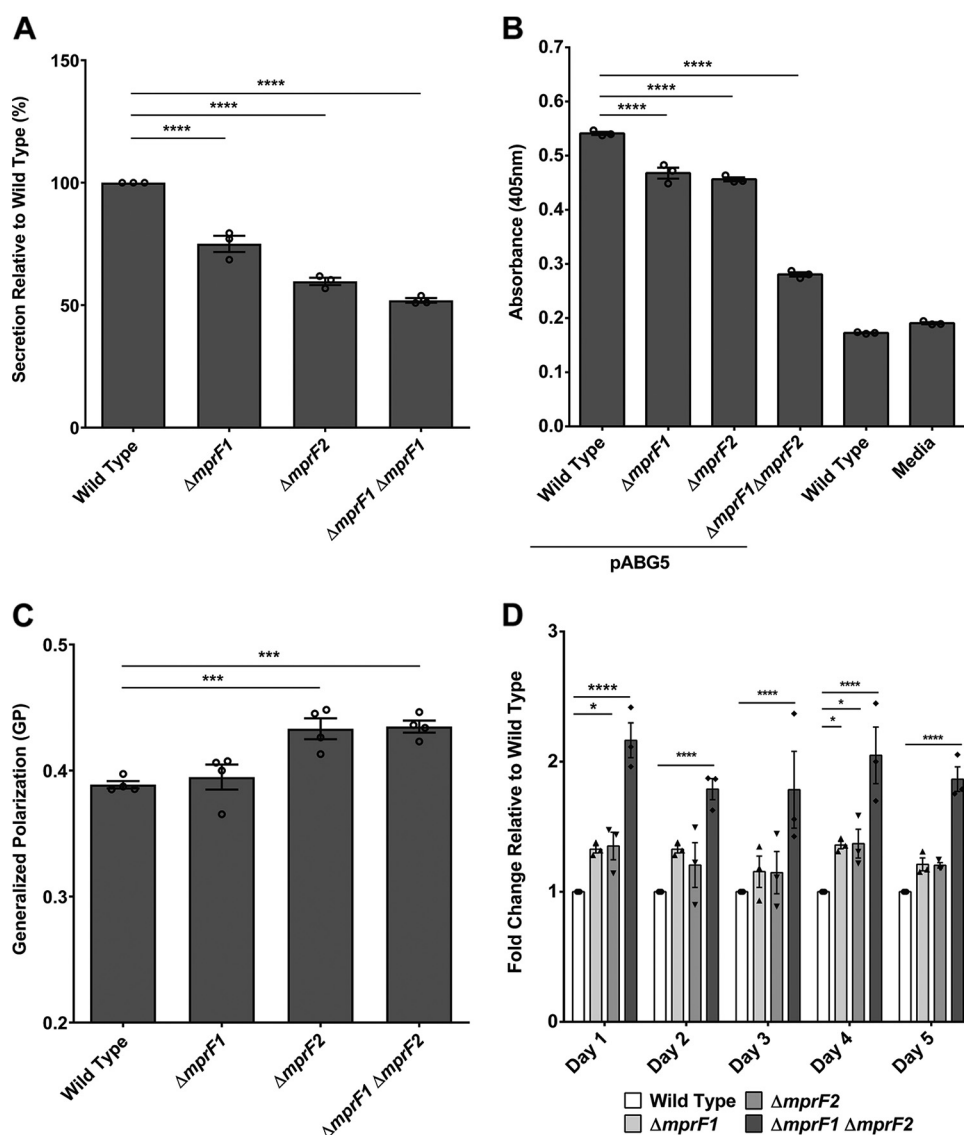 A
Secretion Relative to Wild Type (%)
150
100
50
0
****
****
****
Wild Type
ΔmprF1
ΔmprF2
ΔmprF1 ΔmprF1
B
Absorbance (405nm)
0.7
0.6
0.5
0.4
0.3
0.2
0.1
0.0
****
****
****
Wild Type
ΔmprF1
ΔmprF2
ΔmprF1ΔmprF2
Wild Type
Media
pABG5
C
Generalized Polarization (GP)
0.5
0.4
0.3
0.2
***
***
Wild Type
ΔmprF1
ΔmprF2
ΔmprF1 ΔmprF2
D
Fold Change Relative to Wild Type
3
2
1
0
****
*
****
****
****
*
*
****
Day 1
Day 2
Day 3
Day 4
Day 5
Wild Type
ΔmprF2
ΔmprF1
ΔmprF1 ΔmprF2